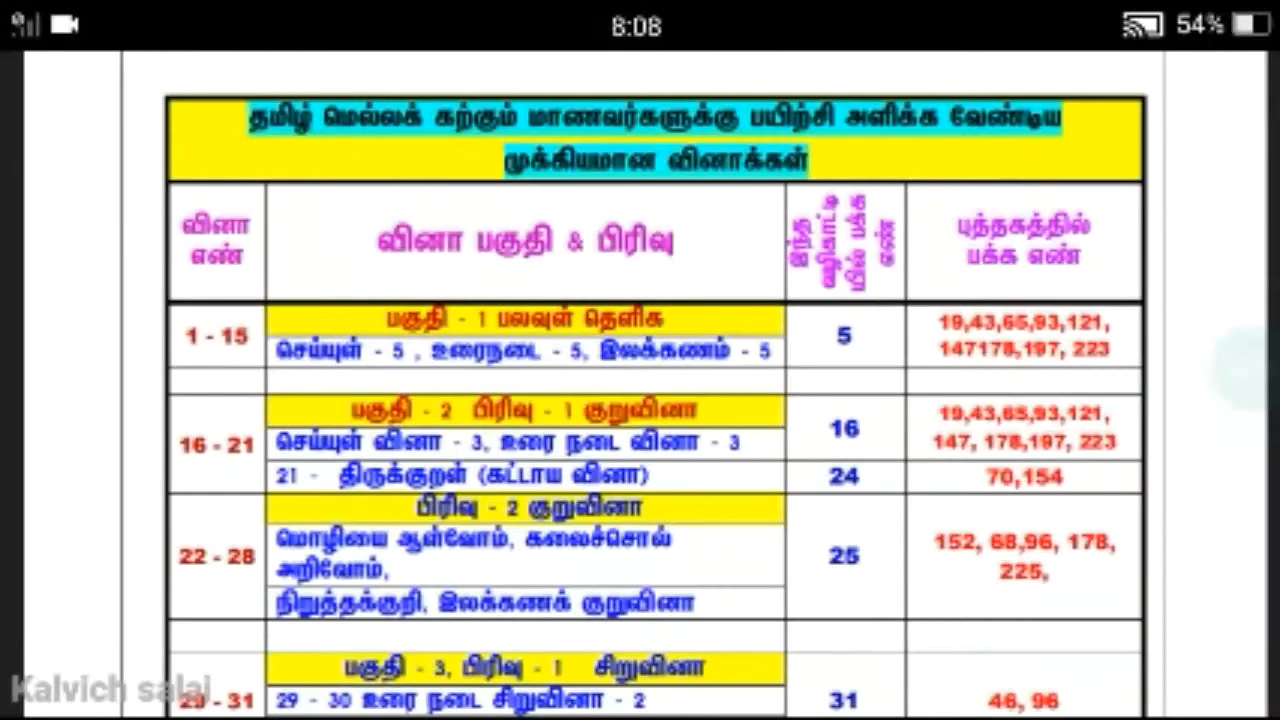 8:08
54%
தமிழ் மெல்லக் கற்கும் மாணவர்களுக்கு பயிற்சி அளிக்க வேண்டிய
முக்கியமான வினாக்கள்
வினா
எண்
வினா பகுதி & பிரிவு
இந்த
வழிகாட்டி
யில் பக்க
எண்
புத்தகத்தில்
பக்க எண்
1 - 15
பகுதி - 1 பலவுள் தெளிக
செய்யுள் - 5 , உரைநடை - 5, இலக்கணம் - 5
5
19,43,65,93,121,
147178,197, 223
16 - 21
பகுதி - 2 பிரிவு - 1 குறுவினா
செய்யுள் வினா - 3, உரை நடை வினா - 3
16
19,43,65,93,121,
147, 178,197, 223
21 - திருக்குறள் (கட்டாய வினா)
24
70,154
22 - 28
பிரிவு - 2 குறுவினா
மொழியை ஆள்வோம், கலைச்சொல்
அறிவோம்,
நிறுத்தக்குறி, இலக்கணக் குறுவினா
25
152, 68,96, 178,
225,
பகுதி - 3, பிரிவு - 1 சிறுவினா
29 - 31
29 - 30 உரை நடை சிறுவினா - 2
31
46, 96
Kalvich salai